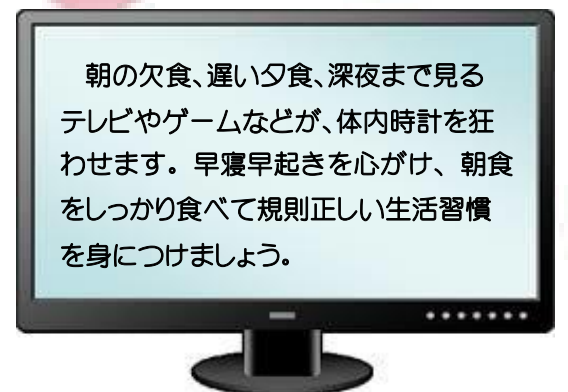 朝の欠食、遅い夕食、深夜まで見る
テレビやゲームなどが、体内時計を狂
わせます。早寝早起きを心がけ、朝食
をしっかり食べて規則正しい生活習慣
を身につけましょう。